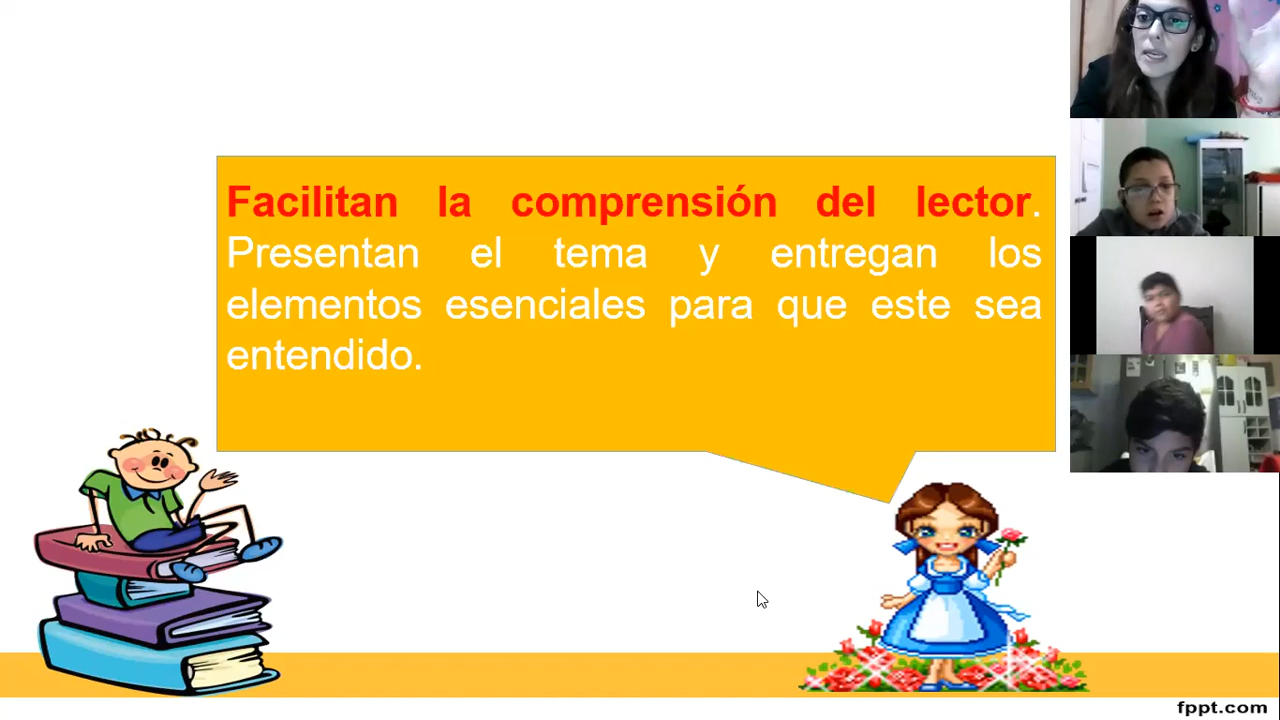 Facilitan la comprensión del lector.
Presentan el tema y entregan los
elementos esenciales para que este sea
entendido.
fppt.com